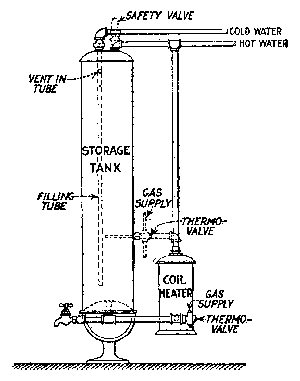 SAFETY VALVE
COLD WATER
HOT WATER
VENT IN
TUBE
STORAGE
TANK
FILLING
TUBE
GAS
SUPPLY
THERMO-
VALVE
COIL
HEATER
GAS
SUPPLY
THERMO-
VALVE